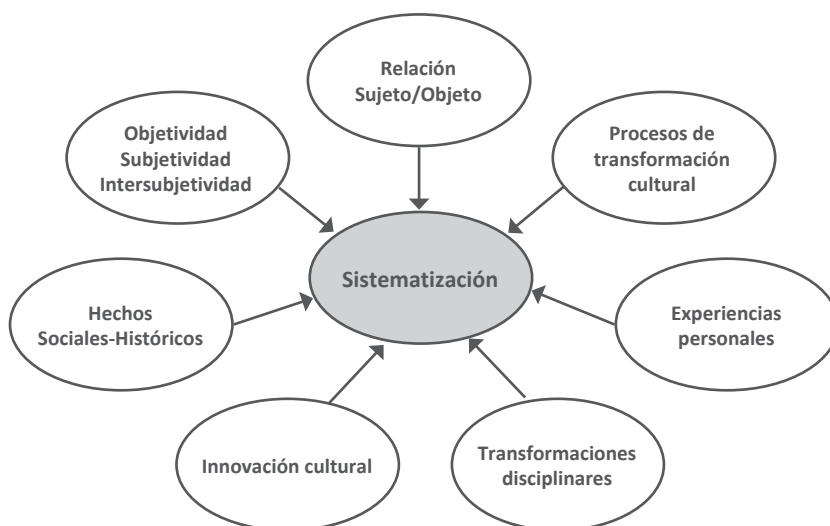 Relación
Sujeto/Objeto
Objetividad
Subjetividad
Intersubjetividad
Procesos de
transformación
cultural
Sistematización
Hechos
Sociales-Históricos
Experiencias
personales
Innovación cultural
Transformaciones
disciplinares